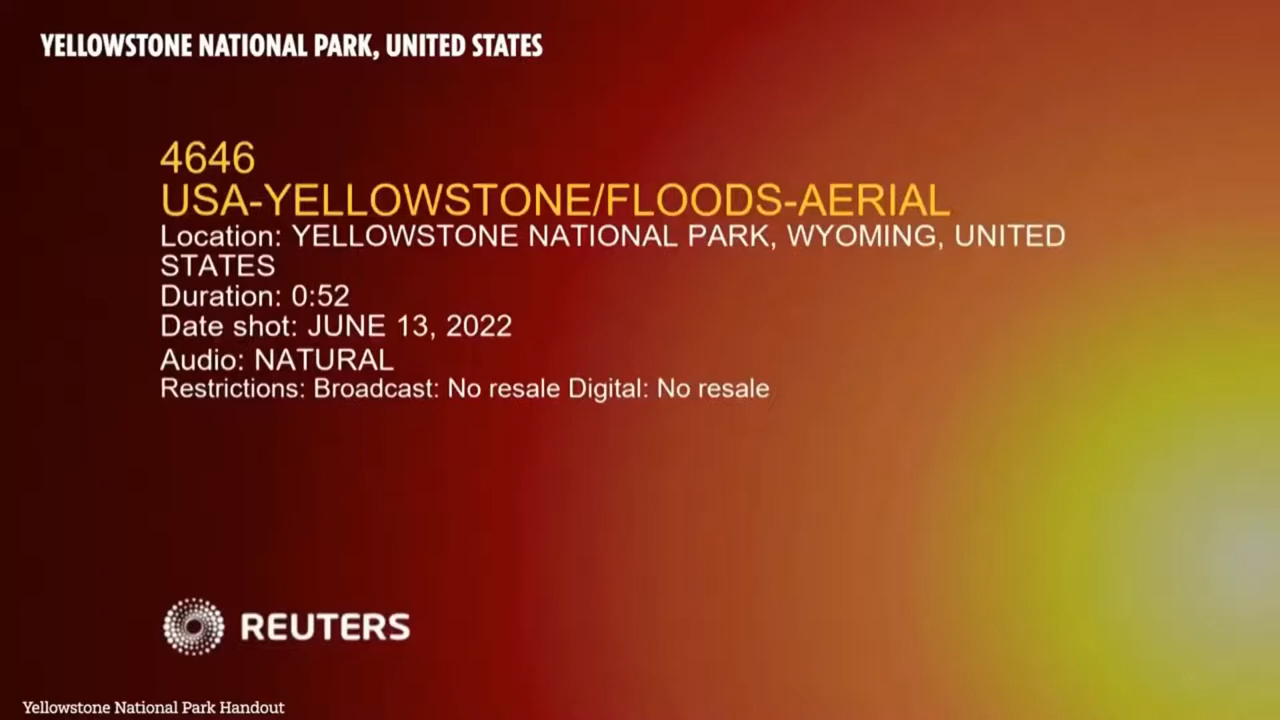 YELLOWSTONE NATIONAL PARK, UNITED STATES
4646
USA-YELLOWSTONE/FLOODS-AERIAL
Location: YELLOWSTONE NATIONAL PARK, WYOMING, UNITED
STATES
Duration: 0:52
Date shot: JUNE 13, 2022
Audio: NATURAL
Restrictions: Broadcast: No resale Digital: No resale
REUTERS
Yellowstone National Park Handout